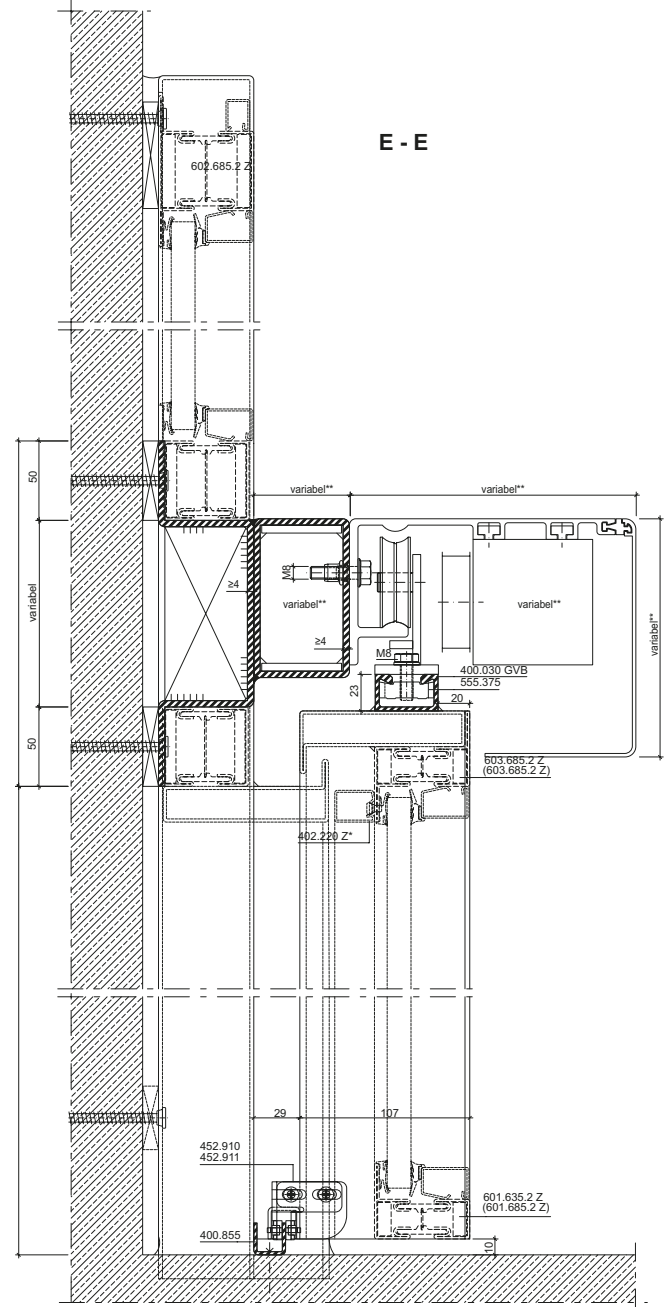 E - E
602.685.2 Z
50
variabel**
variabel**
M8
≥4
variabel**
variabel**
variabel
variabel**
≥4
M8
400.030 GVB
555.375
23
20
50
603.685.2 Z
(603.685.2 Z)
402.220 Z*
29
107
452.910
452.911
601.635.2 Z
(601.685.2 Z)
400.855
10